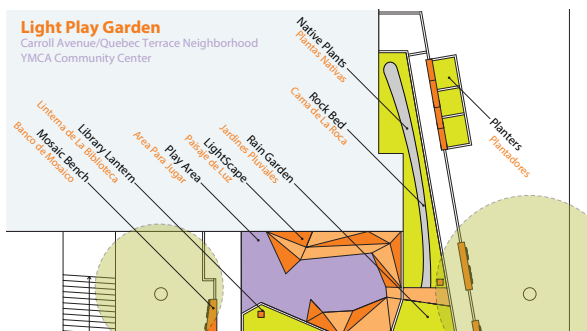 Light Play Garden
Carroll Avenue/Quebec Terrace Neighborhood
YMCA Community Center
Native Plants
Plantas Nativas
Rock Bed
Cama de La Roca
Planters
Plantadores
Rain Garden
Jardines Pluviales
LightScape
Paisaje de Luz
Play Area
Area Para Jugar
Library Lantern
Linterna de La Biblioteca
Mosaic Bench
Banco de Mosaico